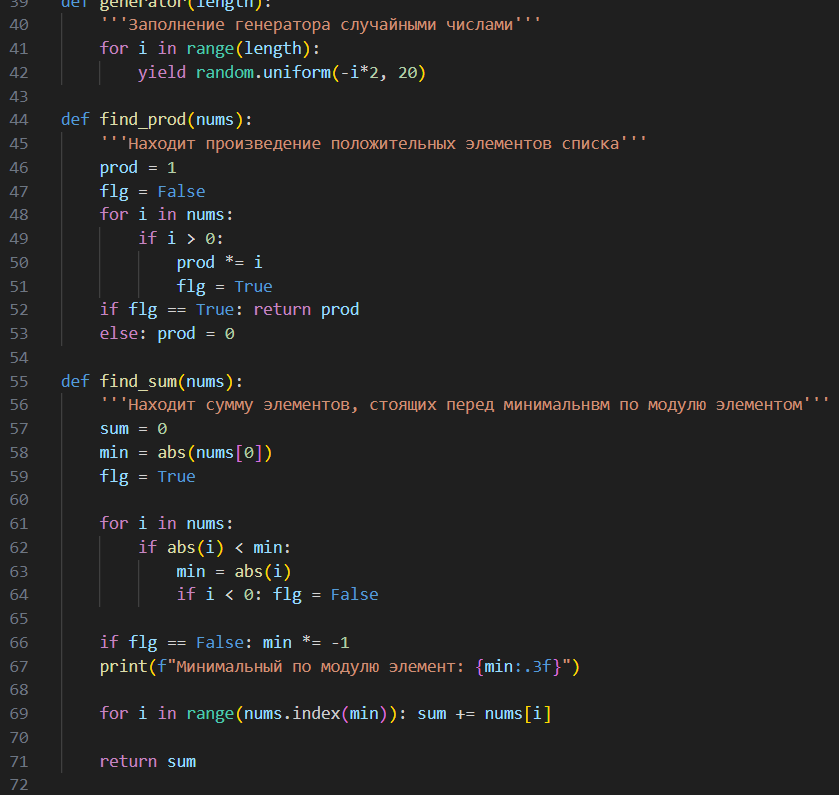 39 def generator(length):
40 '''Заполнение генератора случайными числами'''
41 for i in range(length):
42 yield random.uniform(-i*2, 20)
43
44 def find_prod(nums):
45 '''Находит произведение положительных элементов списка'''
46 prod = 1
47 flg = False
48 for i in nums:
49 if i > 0:
50 prod *= i
51 flg = True
52 if flg == True: return prod
53 else: prod = 0
54
55 def find_sum(nums):
56 '''Находит сумму элементов, стоящих перед минимальнвм по модулю элементом'''
57 sum = 0
58 min = abs(nums[0])
59 flg = True
60
61 for i in nums:
62 if abs(i) < min:
63 min = abs(i)
64 if i < 0: flg = False
65
66 if flg == False: min *= -1
67 print(f"Минимальный по модулю элемент: {min:.3f}")
68
69 for i in range(nums.index(min)): sum += nums[i]
70
71 return sum
72